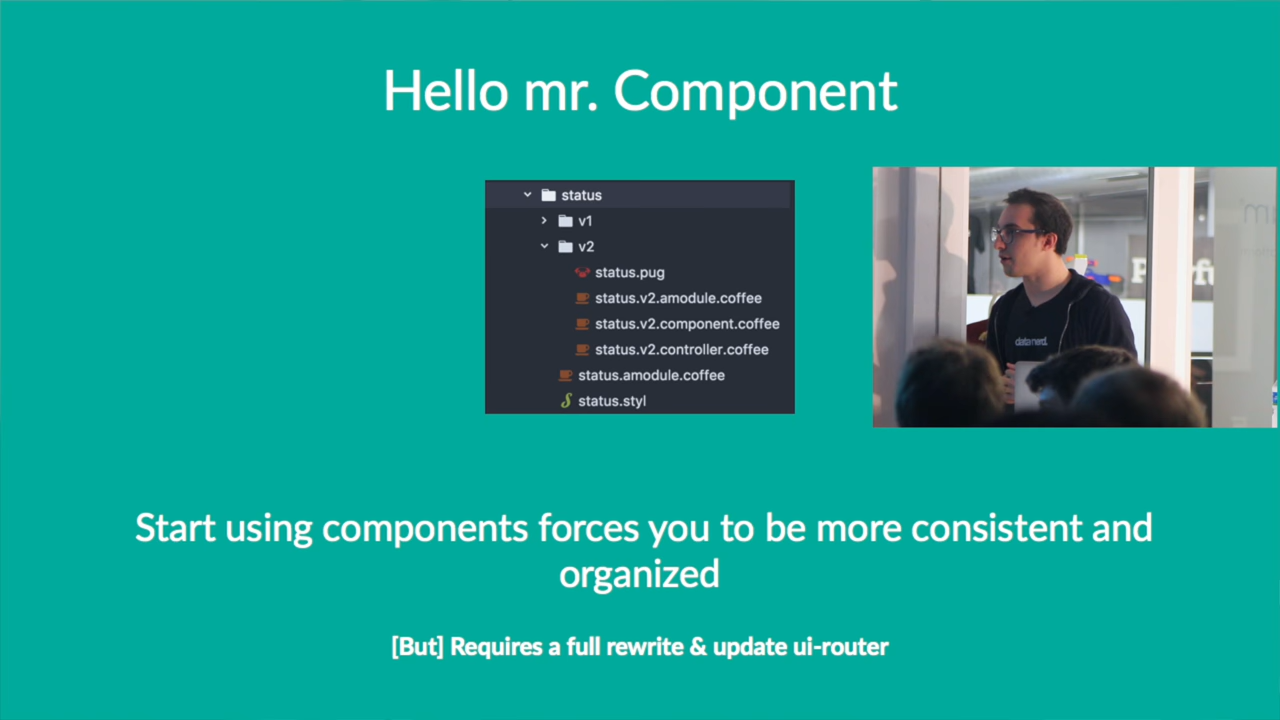 Hello mr. Component
status
v1
v2
status.pug
status.v2.amodule.coffee
status.v2.component.coffee
status.v2.controller.coffee
status.amodule.coffee
status.styl
data nerd.
Start using components forces you to be more consistent and
organized
[But] Requires a full rewrite & update ui-router